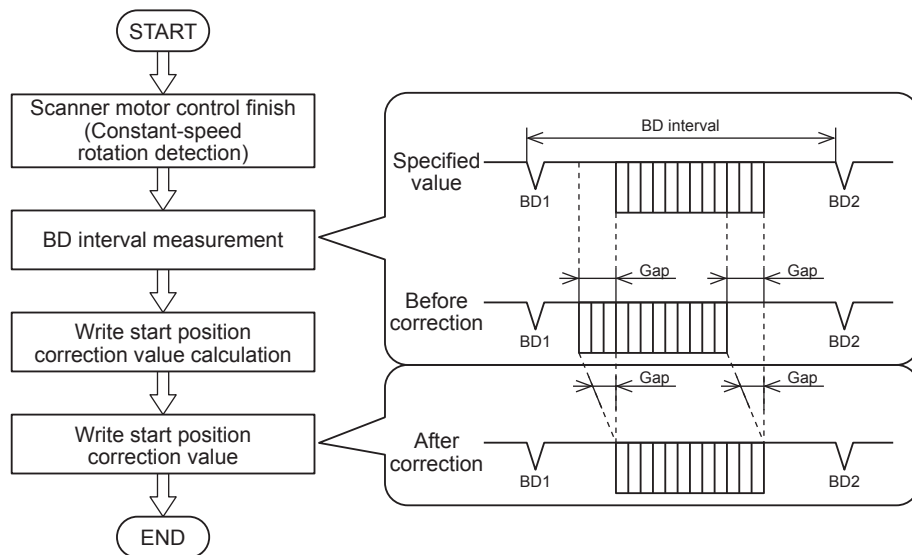 START
Scanner motor control finish
(Constant-speed
rotation detection)
BD interval measurement
Write start position
correction value calculation
Write start position
correction value
END
BD interval
Specified
value
BD1
BD2
Gap
Gap
Before
correction
BD1
BD2
Gap
Gap
After
correction
BD1
BD2